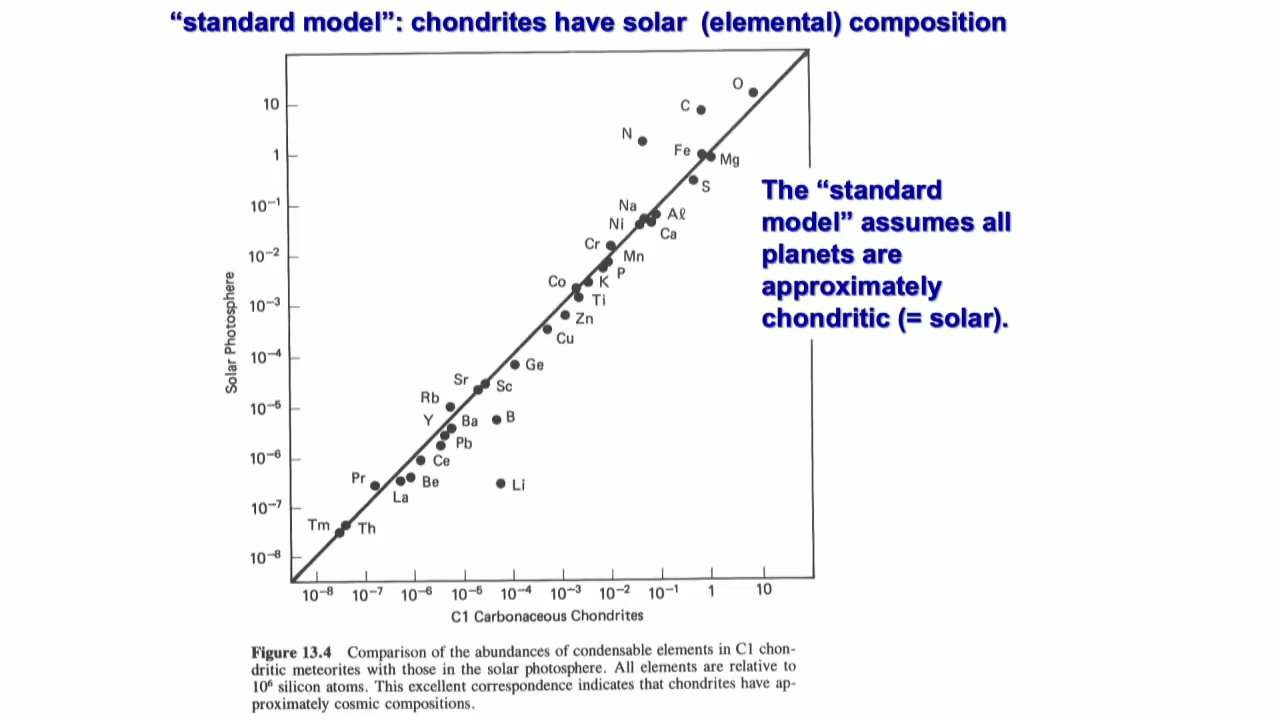 “standard model”: chondrites have solar (elemental) composition
O
C
10
N
Fe
1
Mg
S
The “standard
model” assumes all
planets are
approximately
chondritic (= solar).
10⁻¹
Na
Aℓ
Ni
Ca
Cr
10⁻²
Mn
P
Co
K
10⁻³
Ti
Zn
Cu
10⁻⁴
Ge
Sr
Sc
Rb
10⁻⁵
Y
Ba
B
Pb
10⁻⁶
Ce
Pr
Be
Li
La
10⁻⁷
Tm
Th
10⁻⁸
Solar Photosphere
10⁻⁸ 10⁻⁷ 10⁻⁶ 10⁻⁵ 10⁻⁴ 10⁻³ 10⁻² 10⁻¹ 1 10
C1 Carbonaceous Chondrites
Figure 13.4 Comparison of the abundances of condensable elements in C1 chon-
dritic meteorites with those in the solar photosphere. All elements are relative to
10⁶ silicon atoms. This excellent correspondence indicates that chondrites have ap-
proximately cosmic compositions.